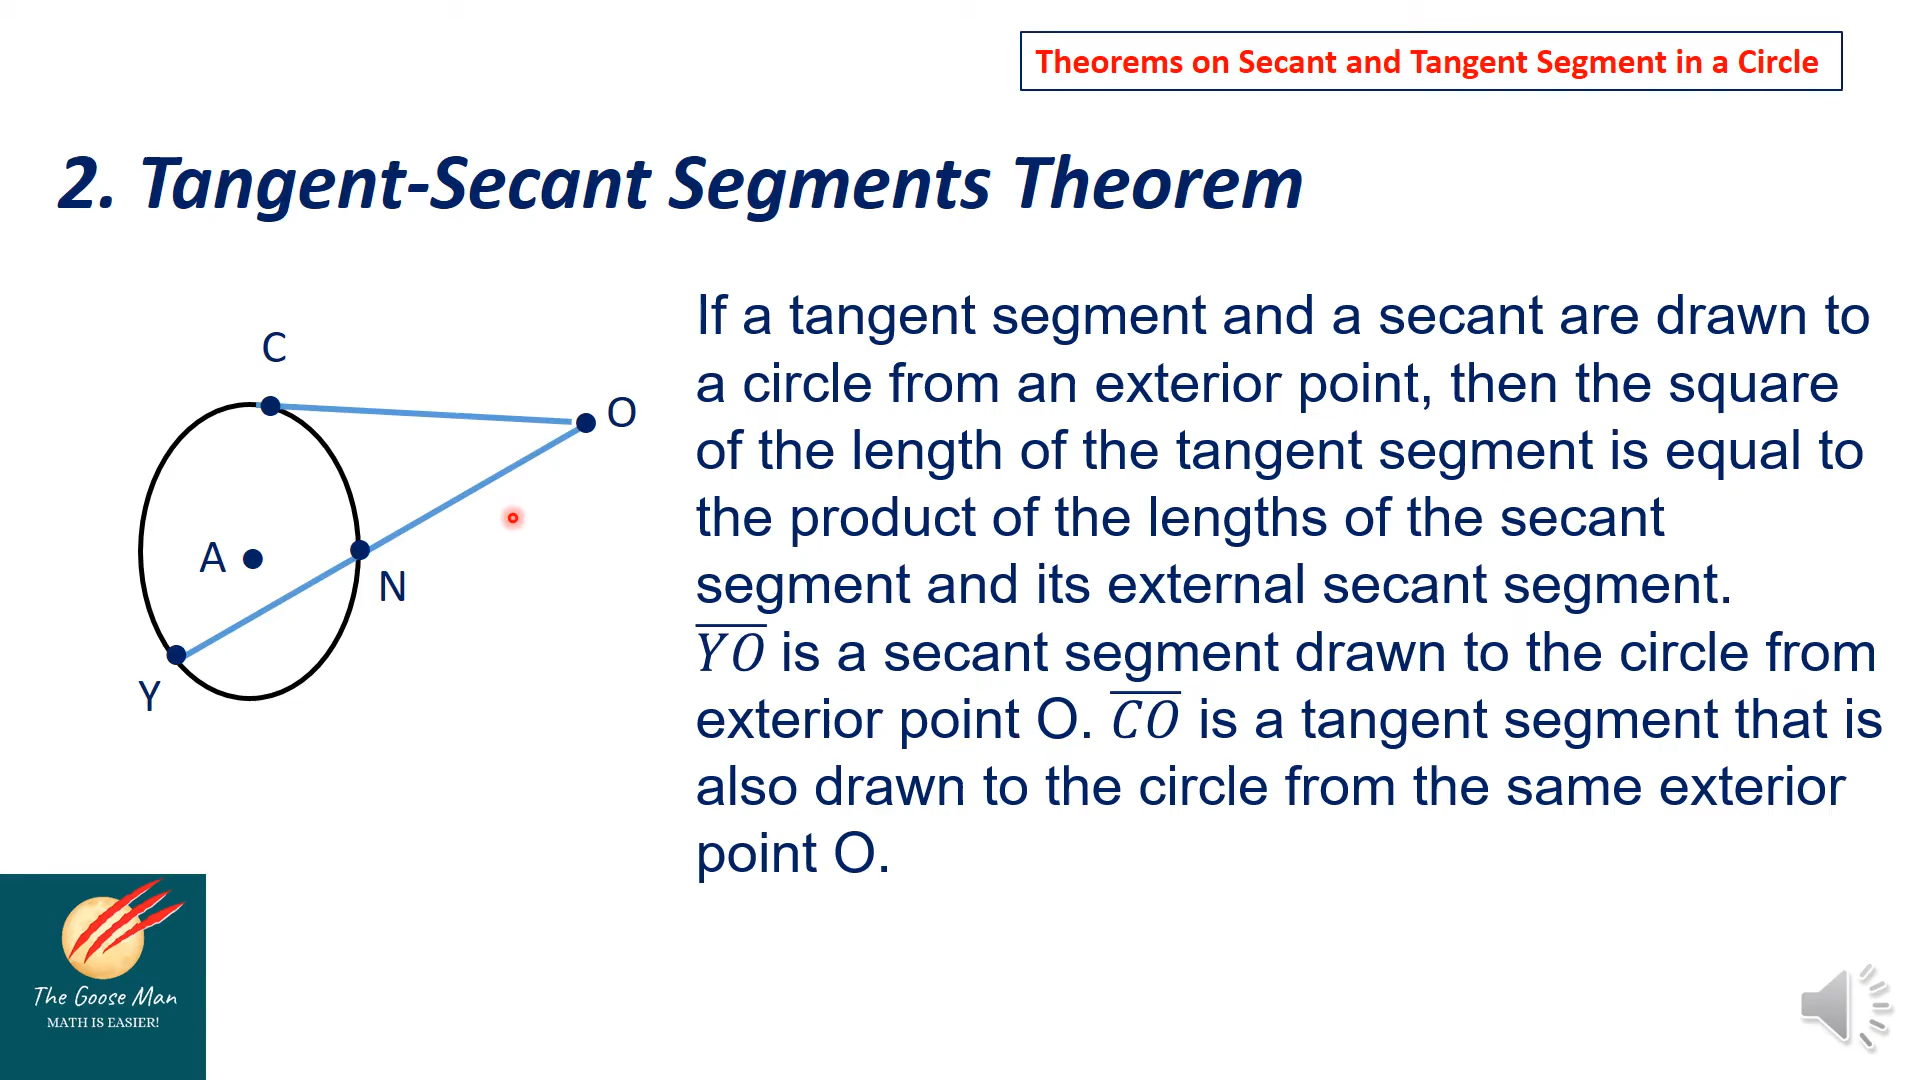 Theorems on Secant and Tangent Segment in a Circle
2. Tangent-Secant Segments Theorem
C
O
A
N
Y
If a tangent segment and a secant are drawn to
a circle from an exterior point, then the square
of the length of the tangent segment is equal to
the product of the lengths of the secant
segment and its external secant segment.
Y͞O͞ is a secant segment drawn to the circle from
exterior point O. C͞O͞ is a tangent segment that is
also drawn to the circle from the same exterior
point O.
The Goose Man
MATH IS EASIER!